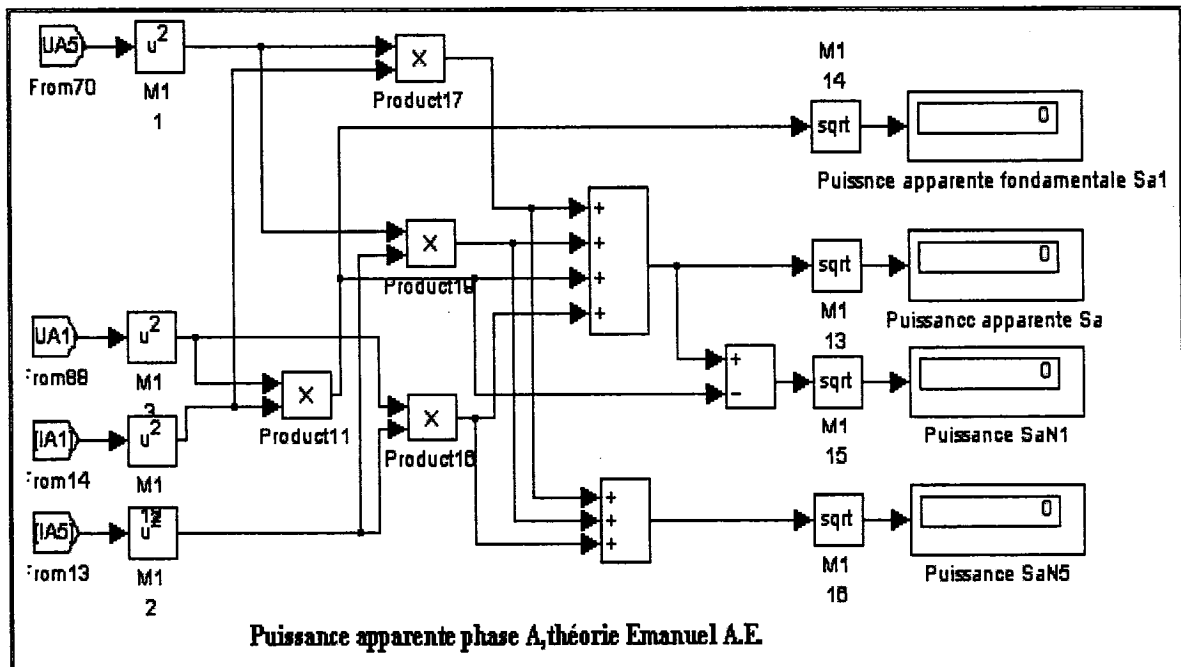 UA5
From70
u2
M1
1
X
Product17
M1
14
sqrt
0
Puissnce apparente fondamentale Sa1
X
+
+
+
+
sqrt
0
M1
13
Puissancc apparente Sa
UA1
From88
u2
M1
3
X
Product11
X
+
-
sqrt
0
M1
15
Puissance SaN1
[IA1]
From14
u2
M1
[IA5]
From13
M1
2
+
+
+
sqrt
0
M1
16
Puissance SaN5
Puissance apparente phase A,théorie Emanuel A.E.